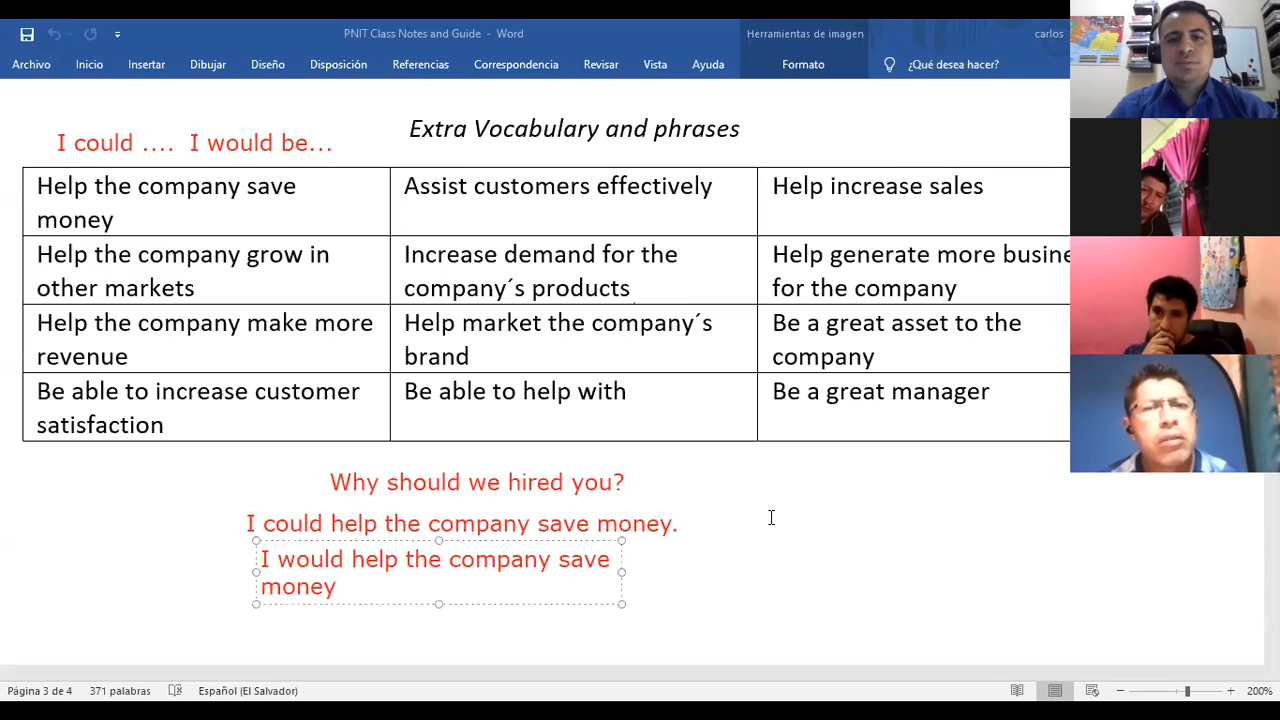 PNIT Class Notes and Guide - Word
Herramientas de imagen
carlos
Archivo Inicio Insertar Dibujar Diseño Disposición Referencias Correspondencia Revisar Vista Ayuda Formato ¿Qué desea hacer?
I could .... I would be...
Extra Vocabulary and phrases
Help the company save
money
Assist customers effectively
Help increase sales
Help the company grow in
other markets
Increase demand for the
company´s products
Help generate more busine
for the company
Help the company make more
revenue
Help market the company´s
brand
Be a great asset to the
company
Be able to increase customer
satisfaction
Be able to help with
Be a great manager
Why should we hired you?
I could help the company save money.
I would help the company save
money
Página 3 de 4 371 palabras Español (El Salvador) 200%